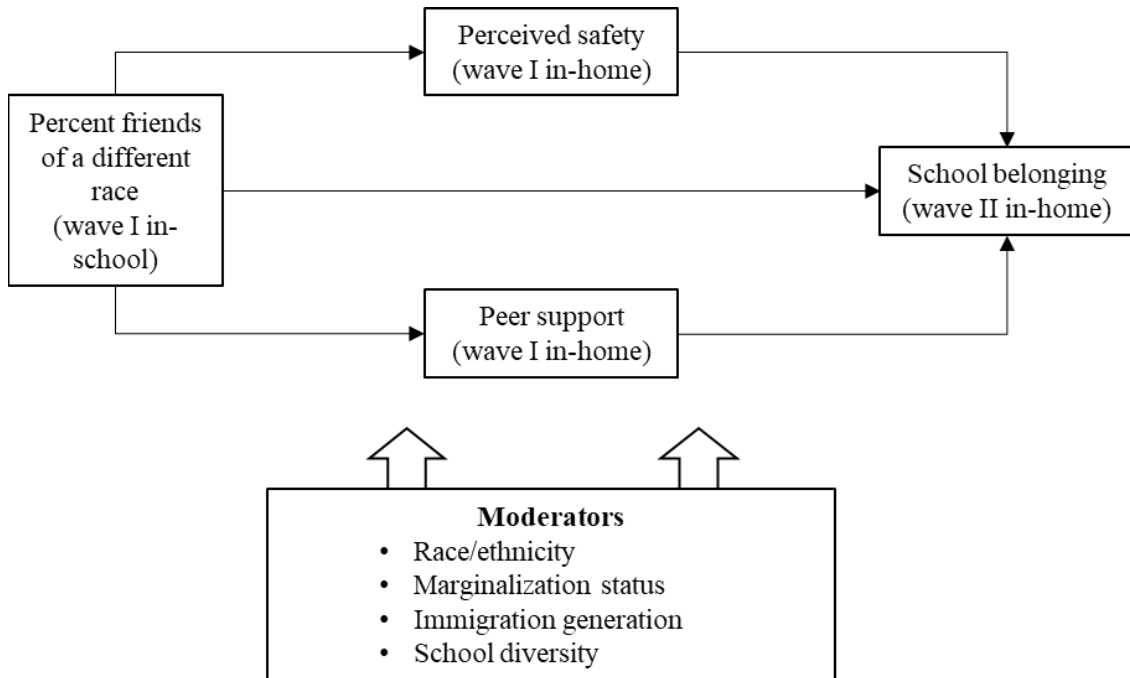 Perceived safety
(wave I in-home)
Percent friends
of a different
race
(wave I in-
school)
School belonging
(wave II in-home)
Peer support
(wave I in-home)
Moderators
• Race/ethnicity
• Marginalization status
• Immigration generation
• School diversity